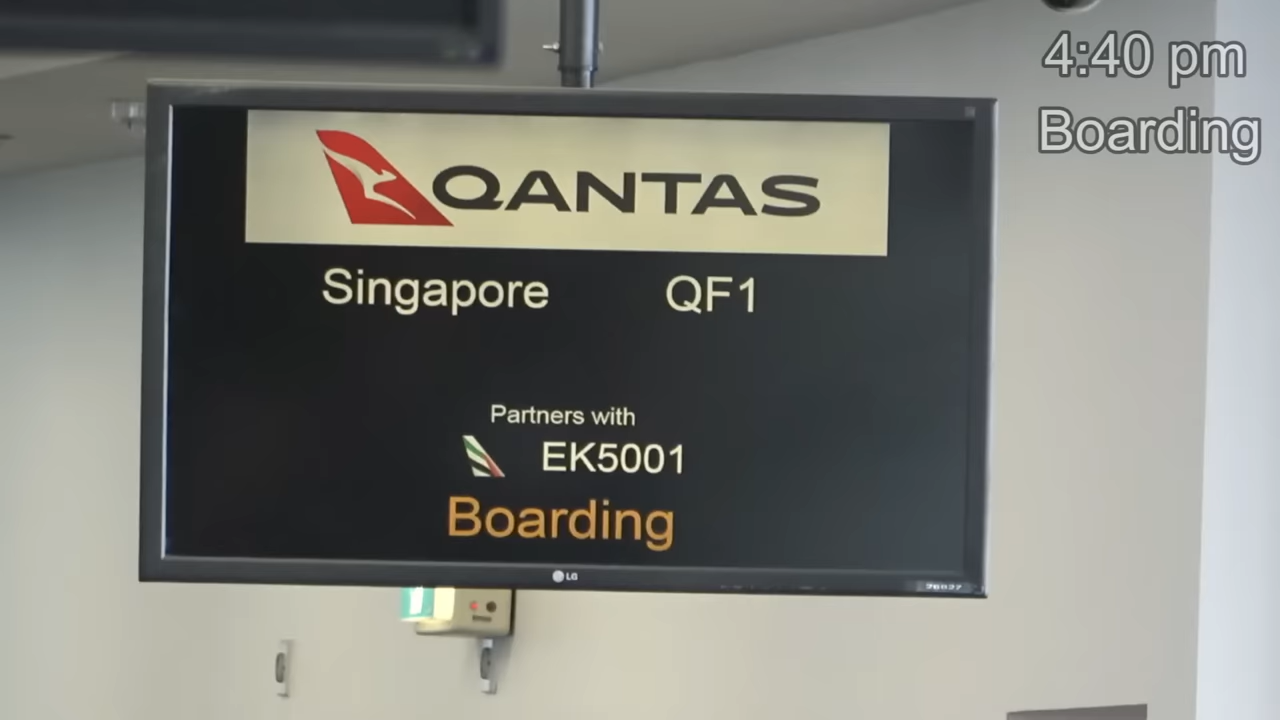 4:40 pm
Boarding
QANTAS
Singapore QF1
Partners with
EK5001
Boarding
LG